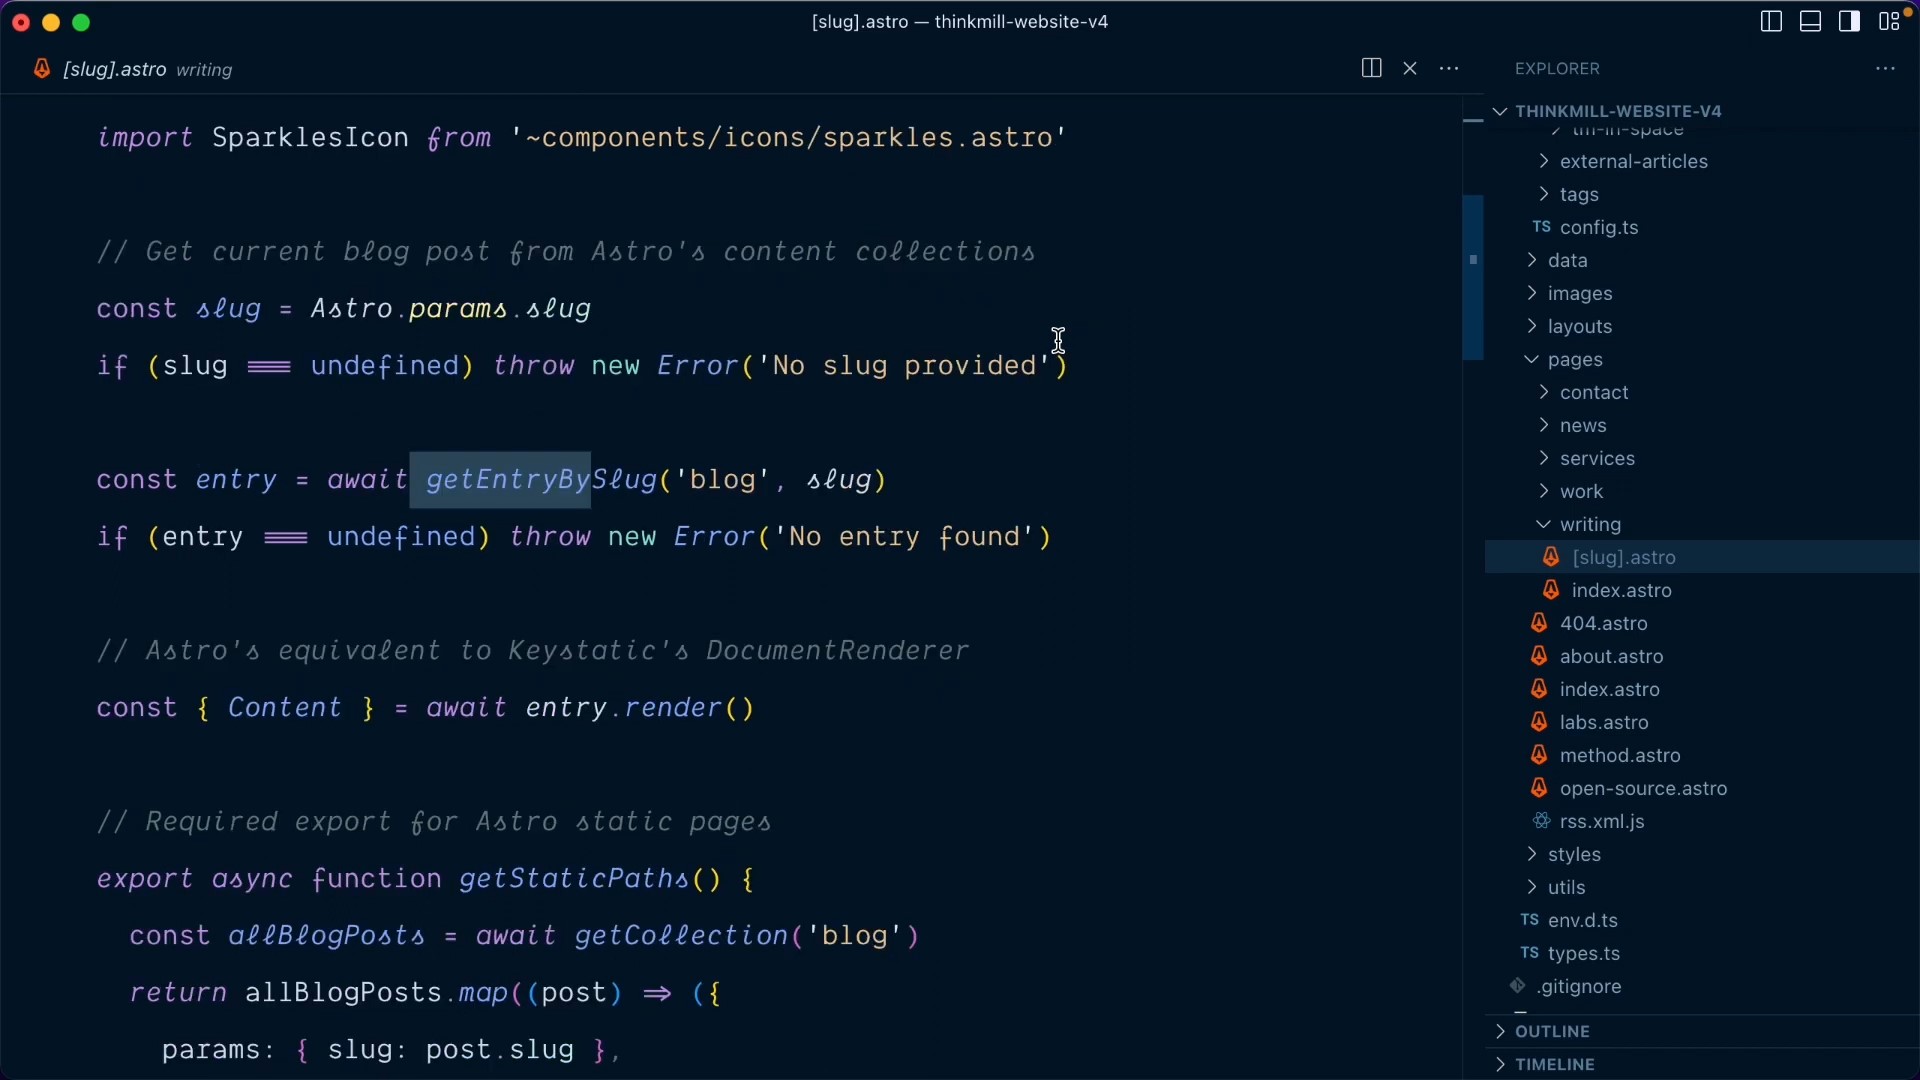 [slug].astro — thinkmill-website-v4
[slug].astro writing
import SparklesIcon from '~components/icons/sparkles.astro'
// Get current blog post from Astro's content collections
const slug = Astro.params.slug
if (slug === undefined) throw new Error('No slug provided')
const entry = await getEntryBySlug('blog', slug)
if (entry === undefined) throw new Error('No entry found')
// Astro's equivalent to Keystatic's DocumentRenderer
const { Content } = await entry.render()
// Required export for Astro static pages
export async function getStaticPaths() {
const allBlogPosts = await getCollection('blog')
return allBlogPosts.map((post) => ({
params: { slug: post.slug },
EXPLORER
THINKMILL-WEBSITE-V4
tm-in-space
external-articles
tags
TS config.ts
data
images
layouts
pages
contact
news
services
work
writing
[slug].astro
index.astro
404.astro
about.astro
index.astro
labs.astro
method.astro
open-source.astro
rss.xml.js
styles
utils
TS env.d.ts
TS types.ts
.gitignore
OUTLINE
TIMELINE